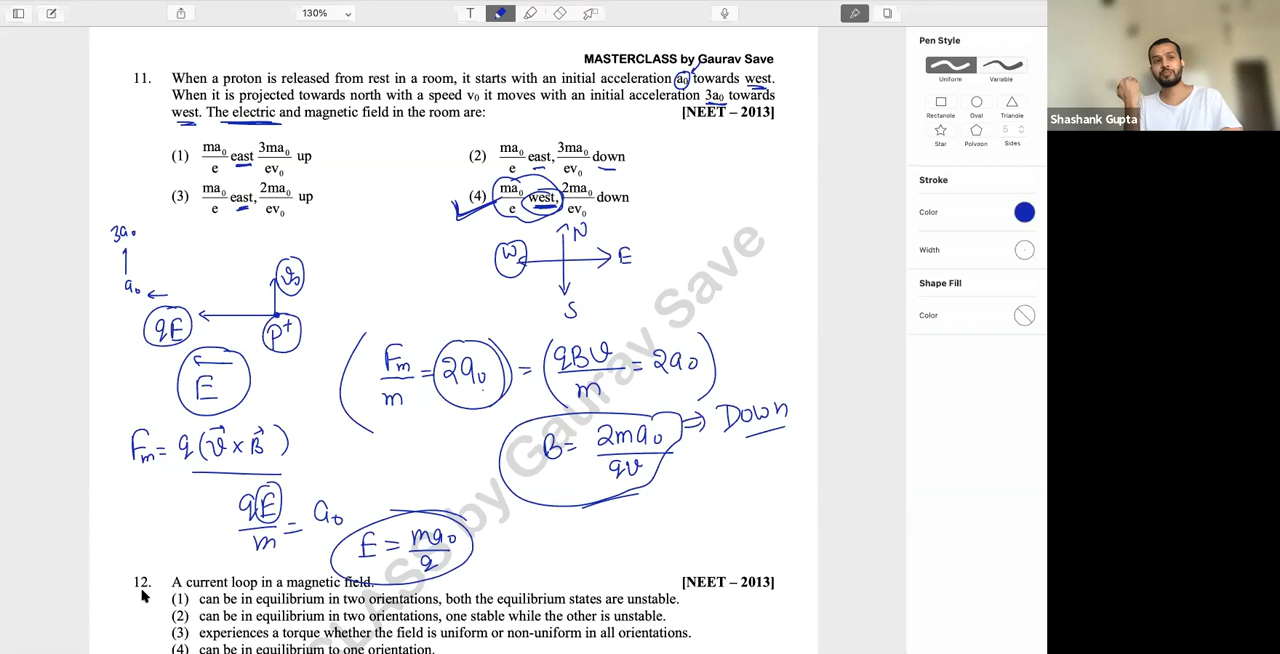 130%
T
MASTERCLASS by Gaurav Save
11. When a proton is released from rest in a room, it starts with an initial acceleration a0 towards west.
When it is projected towards north with a speed v0 it moves with an initial acceleration 3a0 towards
west. The electric and magnetic field in the room are: [NEET – 2013]
(1) ma0/e east 3ma0/ev0 up (2) ma0/e east, 3ma0/ev0 down
(3) ma0/e east, 2ma0/ev0 up (4) ma0/e west, 2ma0/ev0 down
N
W E
S
3a0
a0
v0
qE P+
E
Fm/m = 2a0 = (qBv/m = 2a0)
Fm = q(v × B)
B = 2ma0/qv ⇒ Down
qE/m = a0
E = ma0/q
12. A current loop in a magnetic field. [NEET – 2013]
(1) can be in equilibrium in two orientations, both the equilibrium states are unstable.
(2) can be in equilibrium in two orientations, one stable while the other is unstable.
(3) experiences a torque whether the field is uniform or non-uniform in all orientations.
(4) can be in equilibrium to one orientation.
MASTERCLASS by Gaurav Save
Pen Style
Uniform Variable
Rectangle Oval Triangle
5
Star Polygon Sides
Stroke
Color
Width
Shape Fill
Color
Shashank Gupta